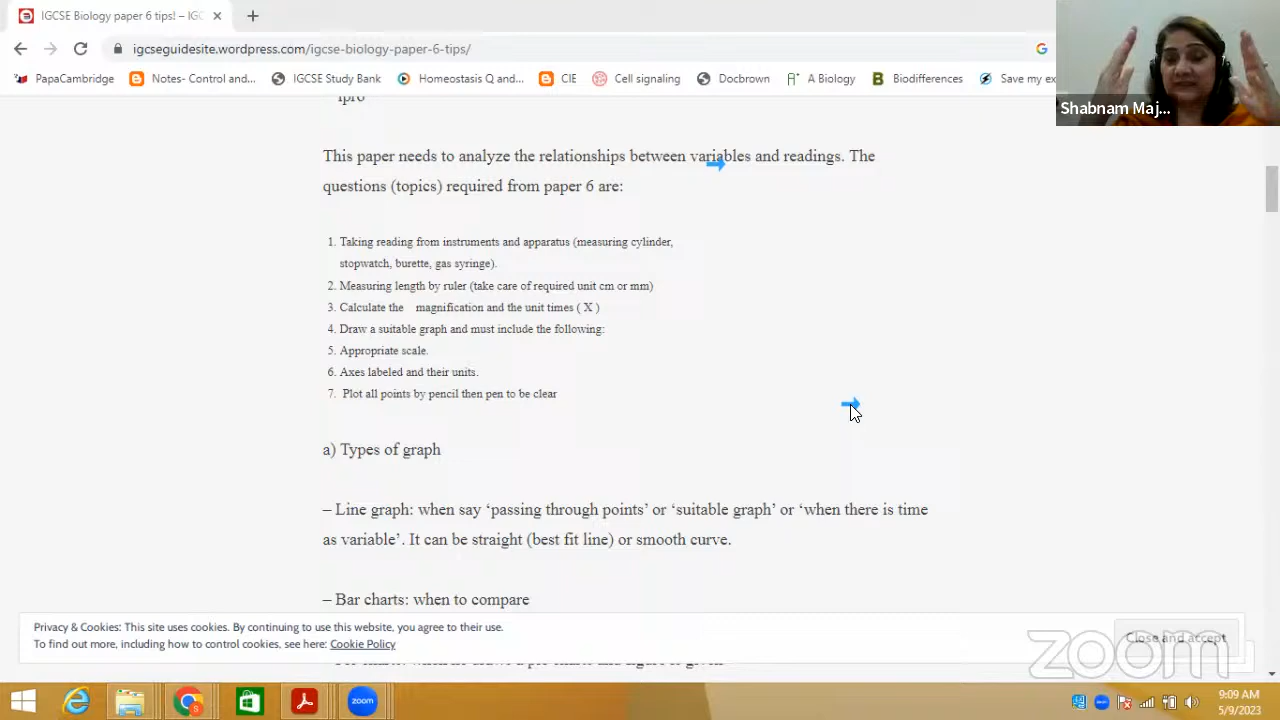 IGCSE Biology paper 6 tips! – IGC
igcseguidesite.wordpress.com/igcse-biology-paper-6-tips/
PapaCambridge
Notes- Control and...
IGCSE Study Bank
Homeostasis Q and...
CIE
Cell signaling
Docbrown
A Biology
Biodifferences
Save my ex
Shabnam Maj...
This paper needs to analyze the relationships between variables and readings. The
questions (topics) required from paper 6 are:
1. Taking reading from instruments and apparatus (measuring cylinder,
stopwatch, burette, gas syringe).
2. Measuring length by ruler (take care of required unit cm or mm)
3. Calculate the magnification and the unit times ( X )
4. Draw a suitable graph and must include the following:
5. Appropriate scale.
6. Axes labeled and their units.
7. Plot all points by pencil then pen to be clear
a) Types of graph
– Line graph: when say ‘passing through points’ or ‘suitable graph’ or ‘when there is time
as variable’. It can be straight (best fit line) or smooth curve.
– Bar charts: when to compare
Privacy & Cookies: This site uses cookies. By continuing to use this website, you agree to their use.
To find out more, including how to control cookies, see here: Cookie Policy
Close and accept
zoom
zoom
9:09 AM
5/9/2023